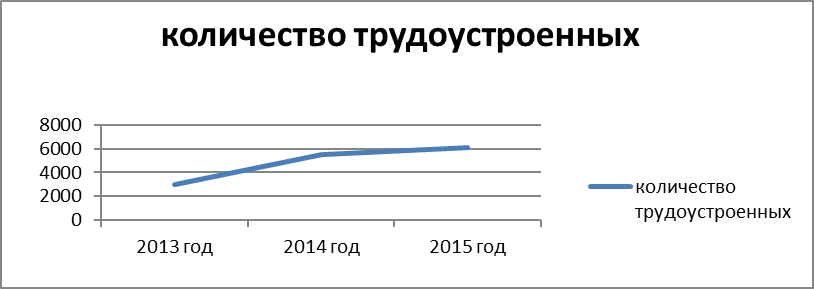 количество трудоустроенных
8000
6000
4000
2000
0
2013 год
2014 год
2015 год
количество
трудоустроенных